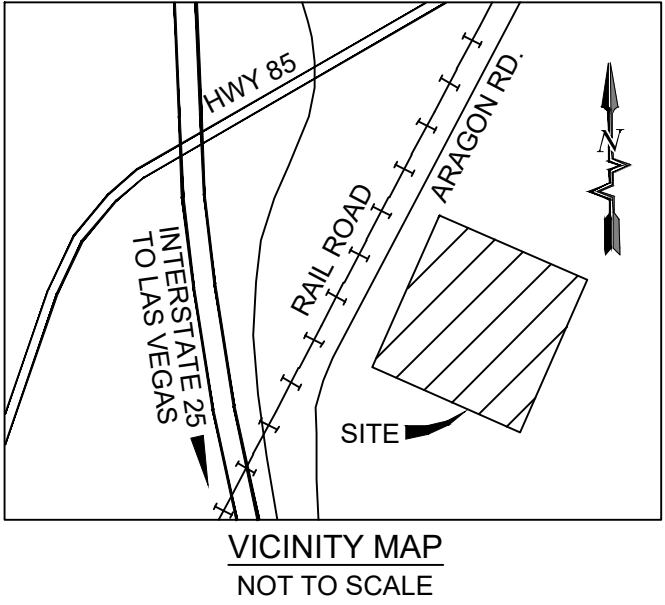 HWY 85
ARAGON RD.
N
RAIL ROAD
INTERSTATE 25
TO LAS VEGAS
SITE
VICINITY MAP
NOT TO SCALE